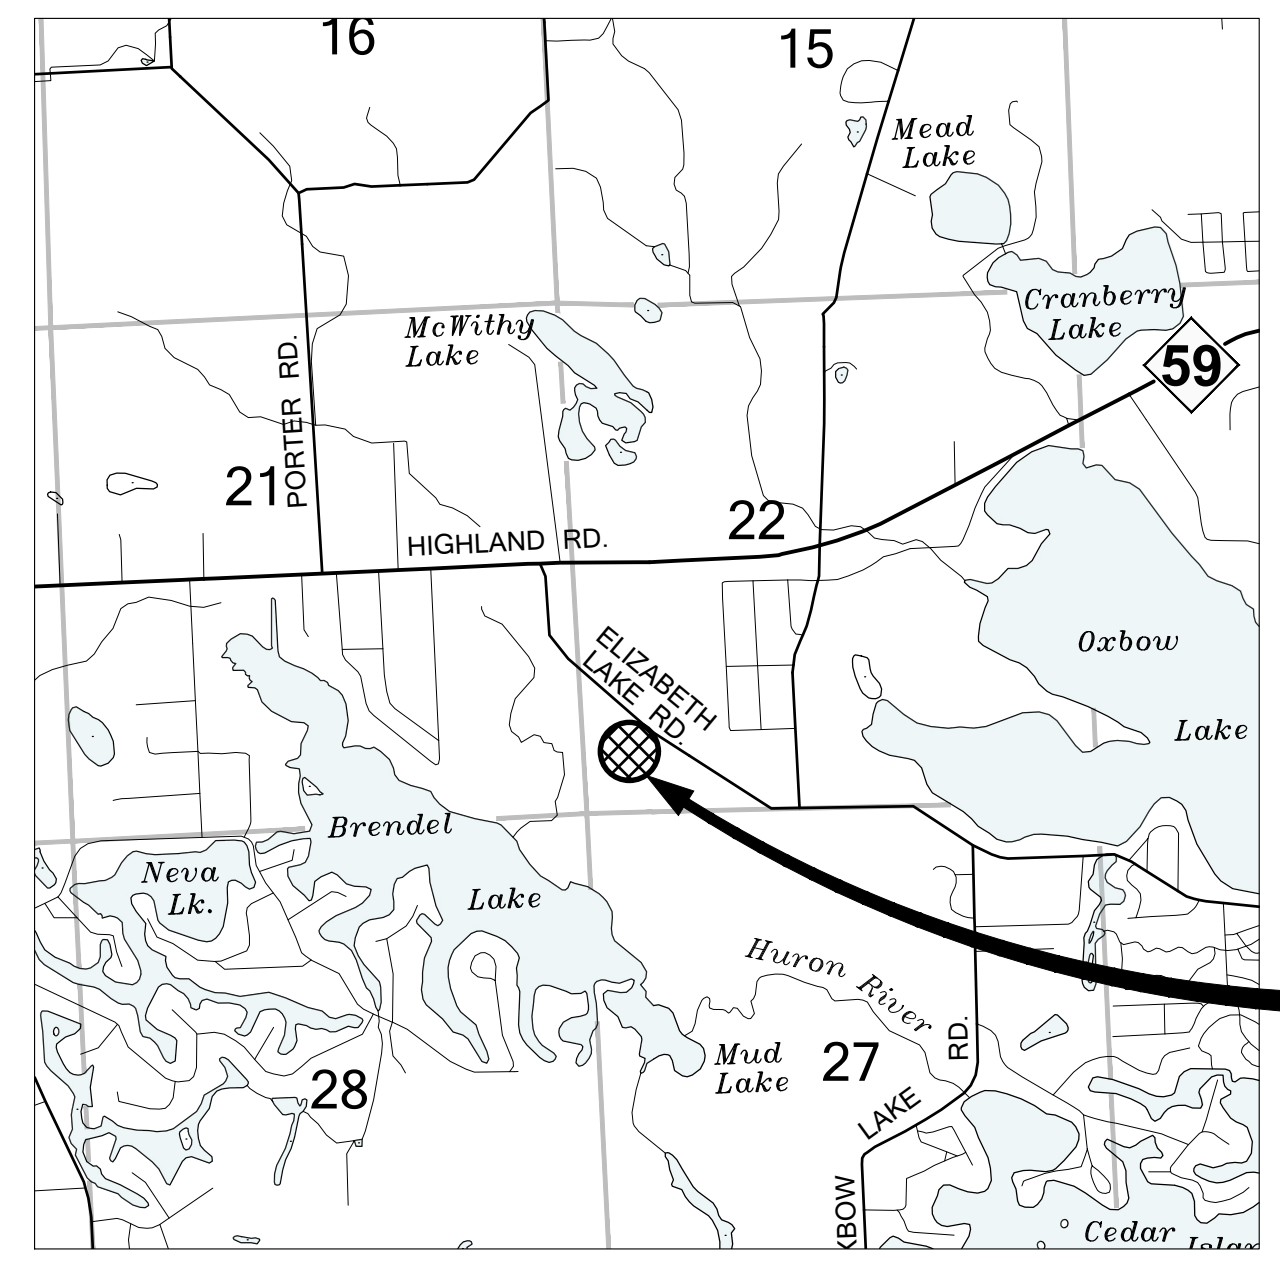 16
15
Mead
Lake
Cranberry
Lake
McWithy
Lake
59
PORTER RD.
21
22
HIGHLAND RD.
ELIZABETH
LAKE RD.
Oxbow
Lake
Brendel
Lake
Neva
Lk.
Huron River
Mud
Lake
27
28
RD.
LAKE
KBOW
Cedar